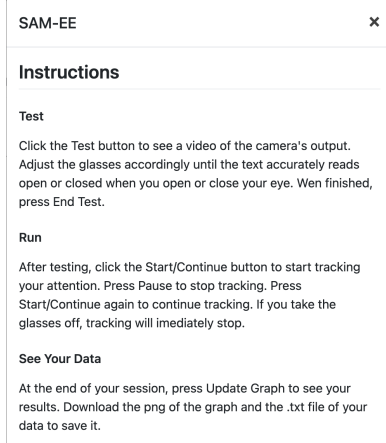 SAM-EE ×
Instructions
Test
Click the Test button to see a video of the camera's output.
Adjust the glasses accordingly until the text accurately reads
open or closed when you open or close your eye. Wen finished,
press End Test.
Run
After testing, click the Start/Continue button to start tracking
your attention. Press Pause to stop tracking. Press
Start/Continue again to continue tracking. If you take the
glasses off, tracking will imediately stop.
See Your Data
At the end of your session, press Update Graph to see your
results. Download the png of the graph and the .txt file of your
data to save it.